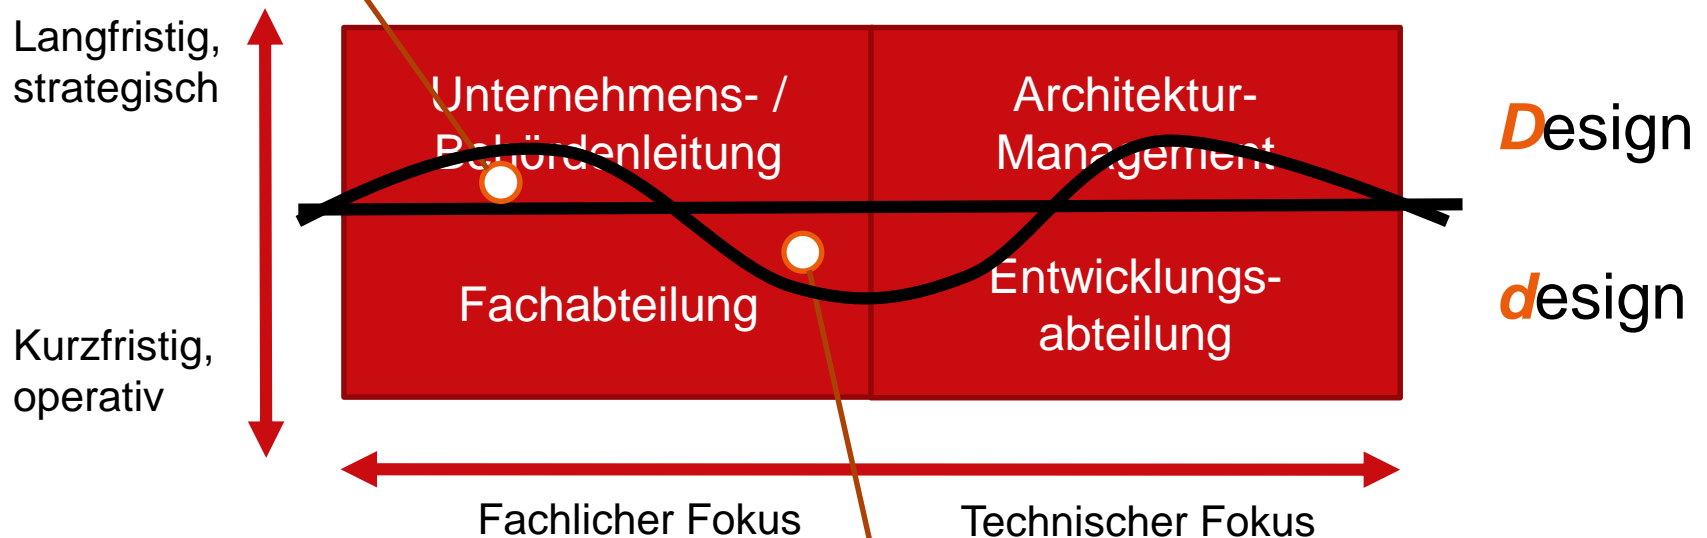 Langfristig,
strategisch
Unternehmens- /
Behördenleitung
Architektur-
Management
Design
Fachabteilung
Entwicklungs-
abteilung
design
Kurzfristig,
operativ
Fachlicher Fokus
Technischer Fokus